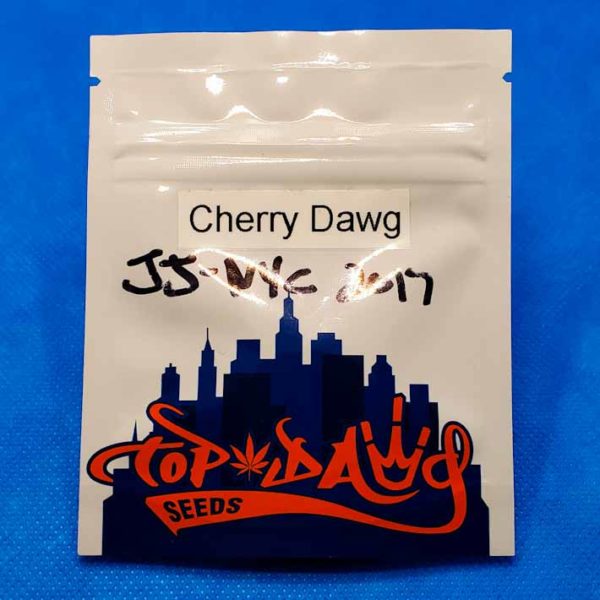 Cherry Dawg
JJ-NYC 2017
TOP DAWG
SEEDS